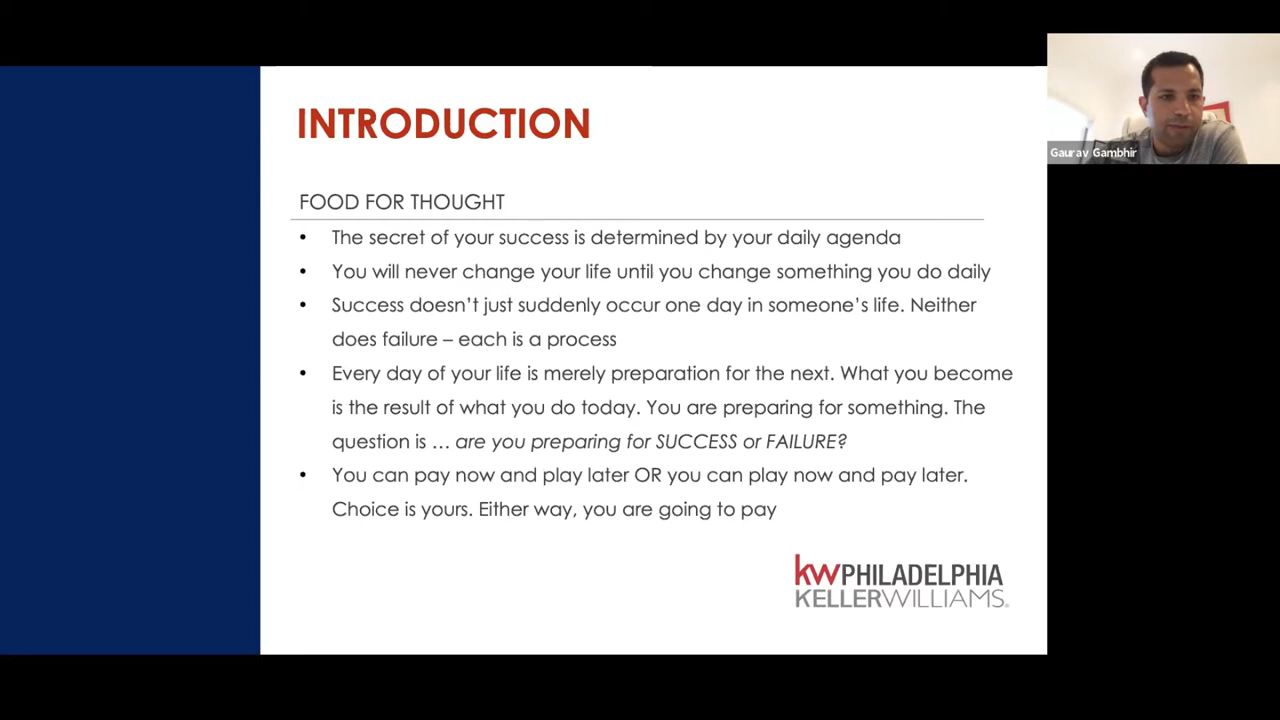 INTRODUCTION
Gaurav Gambhir
FOOD FOR THOUGHT
• The secret of your success is determined by your daily agenda
• You will never change your life until you change something you do daily
• Success doesn’t just suddenly occur one day in someone’s life. Neither
does failure – each is a process
• Every day of your life is merely preparation for the next. What you become
is the result of what you do today. You are preparing for something. The
question is … are you preparing for SUCCESS or FAILURE?
• You can pay now and play later OR you can play now and pay later.
Choice is yours. Either way, you are going to pay
kwPHILADELPHIA
KELLERWILLIAMS®